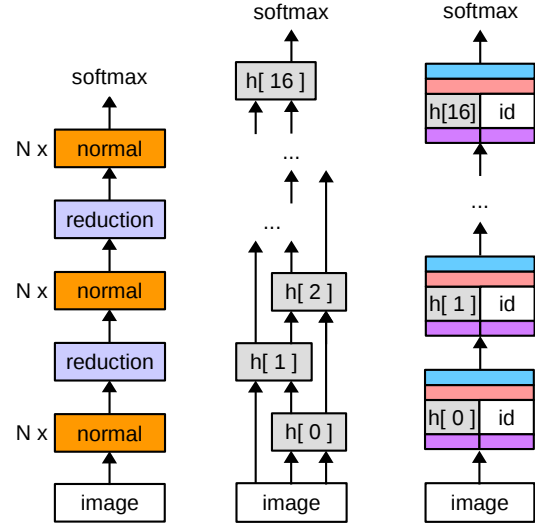 softmax
N x normal
reduction
N x normal
reduction
N x normal
image
softmax
h[ 16 ]
...
...
h[ 2 ]
h[ 1 ]
h[ 0 ]
image
softmax
h[16] id
...
h[ 1 ] id
h[ 0 ] id
image